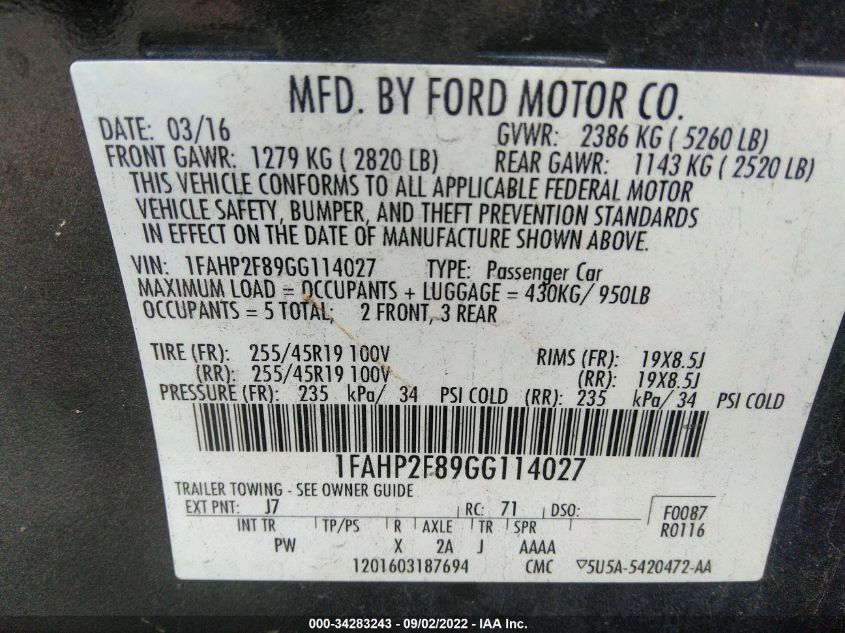 MFD. BY FORD MOTOR CO.
DATE: 03/16 GVWR: 2386 KG ( 5260 LB)
FRONT GAWR: 1279 KG ( 2820 LB) REAR GAWR: 1143 KG ( 2520 LB)
THIS VEHICLE CONFORMS TO ALL APPLICABLE FEDERAL MOTOR
VEHICLE SAFETY, BUMPER, AND THEFT PREVENTION STANDARDS
IN EFFECT ON THE DATE OF MANUFACTURE SHOWN ABOVE.
VIN: 1FAHP2F89GG114027 TYPE: Passenger Car
MAXIMUM LOAD = OCCUPANTS + LUGGAGE = 430KG/ 950LB
OCCUPANTS = 5 TOTAL; 2 FRONT, 3 REAR
TIRE (FR): 255/45R19 100V RIMS (FR): 19X8.5J
(RR): 255/45R19 100V (RR): 19X8.5J
PRESSURE (FR): 235 kPa/ 34 PSI COLD (RR): 235 kPa/ 34 PSI COLD
1FAHP2F89GG114027
TRAILER TOWING - SEE OWNER GUIDE
EXT PNT: J7 RC: 71 DSO: F0087
INT TR TP/PS R AXLE TR SPR R0116
PW X 2A J AAAA
1201603187694 CMC ▽5U5A-5420472-AA
000-34283243 - 09/02/2022 - IAA Inc.